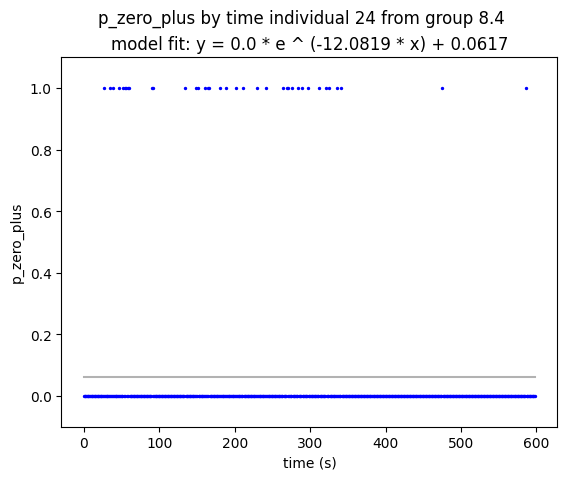 p_zero_plus by time individual 24 from group 8.4
model fit: y = 0.0 * e ^ (-12.0819 * x) + 0.0617
1.0
0.8
0.6
0.4
0.2
0.0
p_zero_plus
0 100 200 300 400 500 600
time (s)